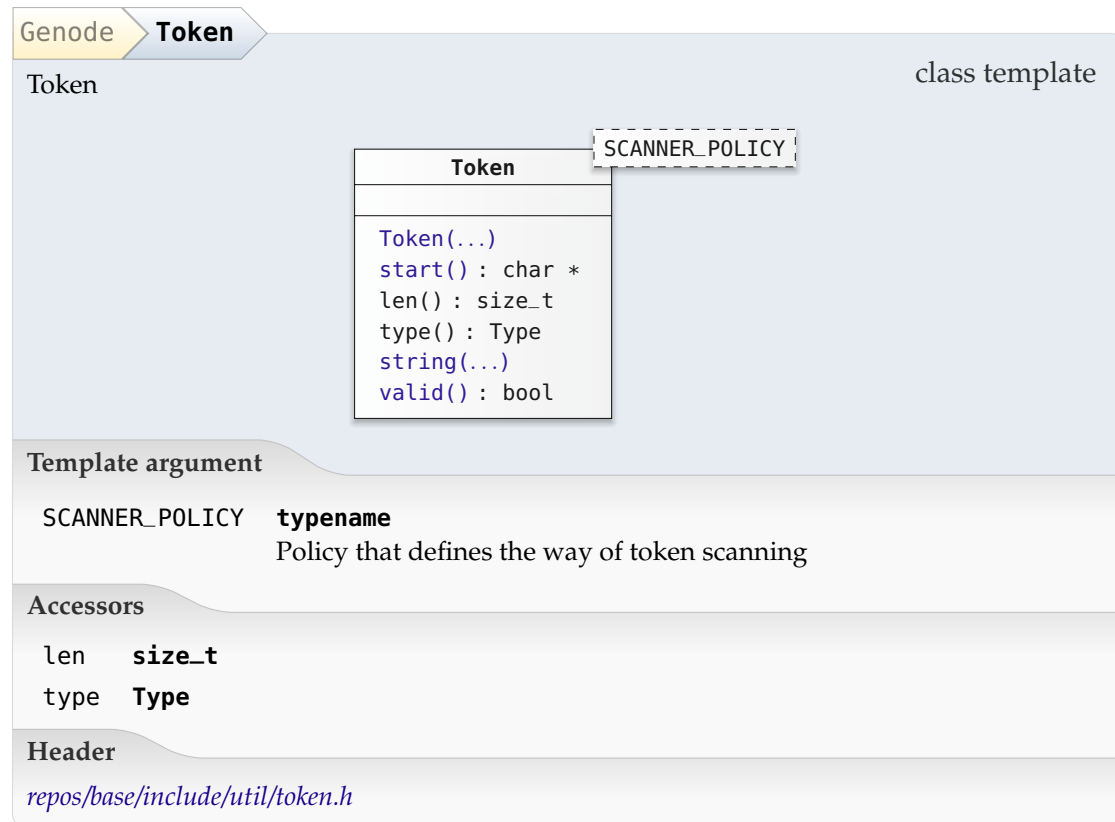 Genode Token
Token
class template
SCANNER_POLICY
Token
Token(...)
start() : char *
len() : size_t
type() : Type
string(...)
valid() : bool
Template argument
SCANNER_POLICY typename
Policy that defines the way of token scanning
Accessors
len size_t
type Type
Header
repos/base/include/util/token.h